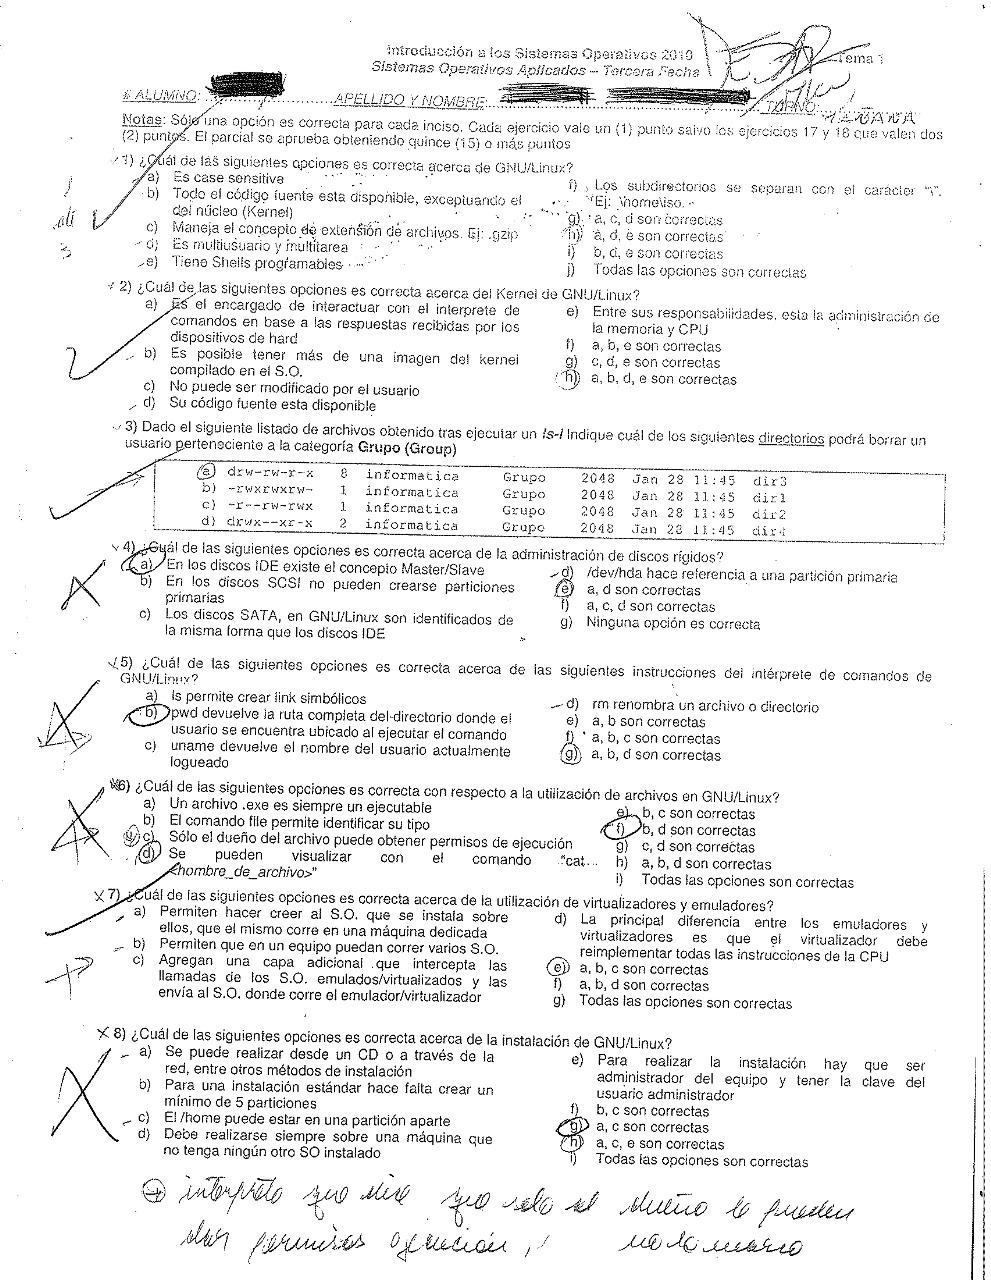 Introducción a los Sistemas Operativos 2010
Sistemas Operativos Aplicados – Tercera Fecha
Tema 1
# ALUMNO: APELLIDO Y NOMBRE: TURNO: MAÑANA
Notas: Sólo una opción es correcta para cada inciso. Cada ejercicio vale un (1) punto salvo los ejercicios 17 y 18 que valen dos
(2) puntos. El parcial se aprueba obteniendo quince (15) o más puntos
1) ¿Cuál de las siguientes opciones es correcta acerca de GNU/Linux?
a) Es case sensitive
b) Todo el código fuente esta disponible, exceptuando el
del núcleo (Kernel)
c) Maneja el concepto de extensión de archivos. Ej: .gzip
d) Es multiusuario y multitarea
e) Tiene Shells programables
f) Los subdirectorios se separan con el caracter "\".
Ej: \home\iso.
g) a, c, d son correctas
h) a, d, e son correctas
i) b, d, e son correctas
j) Todas las opciones son correctas
2) ¿Cuál de las siguientes opciones es correcta acerca del Kernel de GNU/Linux?
a) Es el encargado de interactuar con el interprete de
comandos en base a las respuestas recibidas por los
dispositivos de hard
b) Es posible tener más de una imagen del kernel
compilado en el S.O.
c) No puede ser modificado por el usuario
d) Su código fuente esta disponible
e) Entre sus responsabilidades, esta la administración de
la memoria y CPU
f) a, b, e son correctas
g) c, d, e son correctas
h) a, b, d, e son correctas
3) Dado el siguiente listado de archivos obtenido tras ejecutar un ls-l Indique cuál de los siguientes directorios podrá borrar un
usuario perteneciente a la categoría Grupo (Group)
a) drw-rw-r-x 8 informatica Grupo 2048 Jan 28 11:45 dir3
b) -rwxrwxrw- 1 informatica Grupo 2048 Jan 28 11:45 dir1
c) -r--rw-rwx 1 informatica Grupo 2048 Jan 28 11:45 dir2
d) drwx--xr-x 2 informatica Grupo 2048 Jan 28 11:45 dir4
4) ¿Cuál de las siguientes opciones es correcta acerca de la administración de discos rígidos?
a) En los discos IDE existe el concepto Master/Slave
b) En los discos SCSI no pueden crearse particiones
primarias
c) Los discos SATA, en GNU/Linux son identificados de
la misma forma que los discos IDE
d) /dev/hda hace referencia a una partición primaria
e) a, d son correctas
f) a, c, d son correctas
g) Ninguna opción es correcta
5) ¿Cuál de las siguientes opciones es correcta acerca de las siguientes instrucciones del intérprete de comandos de
GNU/Linux?
a) ls permite crear link simbólicos
b) pwd devuelve la ruta completa del directorio donde el
usuario se encuentra ubicado al ejecutar el comando
c) uname devuelve el nombre del usuario actualmente
logueado
d) rm renombra un archivo o directorio
e) a, b son correctas
f) a, b, c son correctas
g) a, b, d son correctas
6) ¿Cuál de las siguientes opciones es correcta con respecto a la utilización de archivos en GNU/Linux?
a) Un archivo .exe es siempre un ejecutable
b) El comando file permite identificar su tipo
c) Sólo el dueño del archivo puede obtener permisos de ejecución
d) Se pueden visualizar con el comando "cat
<hombre_de_archivo>"
e) b, c son correctas
f) b, d son correctas
g) c, d son correctas
h) a, b, d son correctas
i) Todas las opciones son correctas
7) ¿Cuál de las siguientes opciones es correcta acerca de la utilización de virtualizadores y emuladores?
a) Permiten hacer creer al S.O. que se instala sobre
ellos, que el mismo corre en una máquina dedicada
b) Permiten que en un equipo puedan correr varios S.O.
c) Agregan una capa adicional que intercepta las
llamadas de los S.O. emulados/virtualizados y las
envía al S.O. donde corre el emulador/virtualizador
d) La principal diferencia entre los emuladores y
virtualizadores es que el virtualizador debe
reimplementar todas las instrucciones de la CPU
e) a, b, c son correctas
f) a, b, d son correctas
g) Todas las opciones son correctas
8) ¿Cuál de las siguientes opciones es correcta acerca de la instalación de GNU/Linux?
a) Se puede realizar desde un CD o a través de la
red, entre otros métodos de instalación
b) Para una instalación estándar hace falta crear un
mínimo de 5 particiones
c) El /home puede estar en una partición aparte
d) Debe realizarse siempre sobre una máquina que
no tenga ningún otro SO instalado
e) Para realizar la instalación hay que ser
administrador del equipo y tener la clave del
usuario administrador
f) b, c son correctas
g) a, c son correctas
h) a, c, e son correctas
i) Todas las opciones son correctas
interpreto que dice que solo al dueño le pueden
dar permisos ejecución, no lo marco